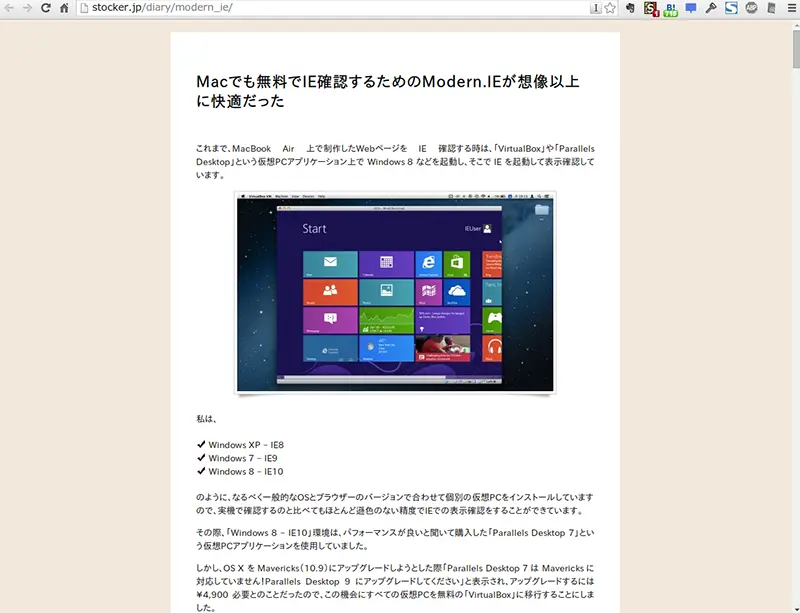 stocker.jp/diary/modern_ie/
Macでも無料でIE確認するためのModern.IEが想像以上
に快適だった
これまで、MacBook Air 上で制作したWebページを IE 確認する時は、「VirtualBox」や「Parallels
Desktop」という仮想PCアプリケーション上で Windows 8 などを起動し、そこで IE を起動して表示確認して
います。
Start
IEUser
私は、
Windows XP – IE8
Windows 7 – IE9
Windows 8 – IE10
のように、なるべく一般的なOSとブラウザーのバージョンで合わせて個別の仮想PCをインストールしています
ので、実機で確認するのと比べてもほとんど遜色のない精度でIEでの表示確認をすることができています。
その際、「Windows 8 – IE10」環境は、パフォーマンスが良いと聞いて購入した「Parallels Desktop 7」とい
う仮想PCアプリケーションを使用していました。
しかし、OS X を Mavericks（10.9）にアップグレードしようとした際「Parallels Desktop 7 は Mavericks に
対応していません！Parallels Desktop 9 にアップグレードしてください」と表示され、アップグレードするには
¥4,900 必要とのことだったので、この機会にすべての仮想PCを無料の「VirtualBox」に移行することにしま
した。